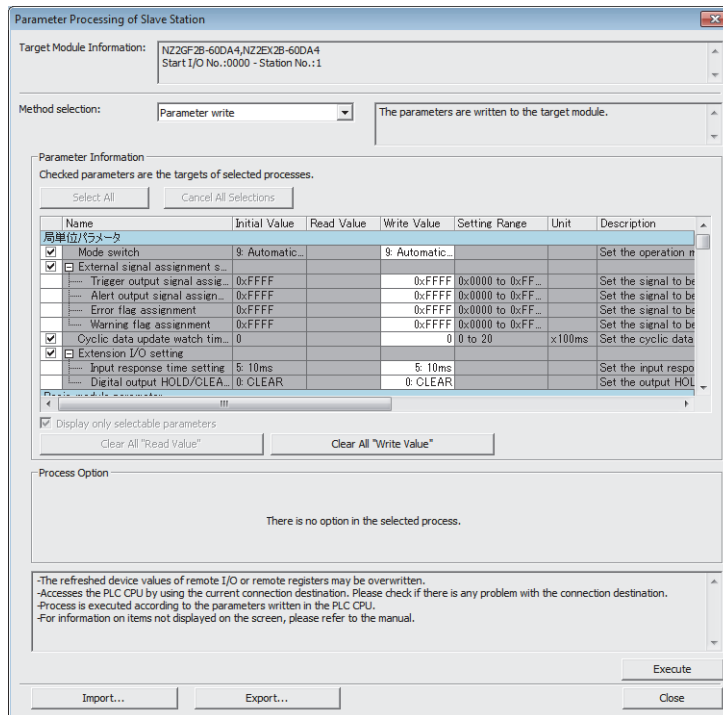 Parameter Processing of Slave Station
Target Module Information: NZ2GF2B-60DA4,NZ2EX2B-60DA4
Start I/O No.:0000 - Station No.:1
Method selection: Parameter write The parameters are written to the target module.
Parameter Information
Checked parameters are the targets of selected processes.
Select All Cancel All Selections
Name Initial Value Read Value Write Value Setting Range Unit Description
局単位パラメータ
Mode switch 9: Automatic... 9: Automatic... Set the operation m
External signal assignment s...
Trigger output signal assig... 0xFFFF 0xFFFF 0x0000 to 0xFF... Set the signal to be
Alert output signal assign... 0xFFFF 0xFFFF 0x0000 to 0xFF... Set the signal to be
Error flag assignment 0xFFFF 0xFFFF 0x0000 to 0xFF... Set the signal to be
Warning flag assignment 0xFFFF 0xFFFF 0x0000 to 0xFF... Set the signal to be
Cyclic data update watch tim... 0 0 0 to 20 x100ms Set the cyclic data
Extension I/O setting
Input response time setting 5: 10ms 5: 10ms Set the input respo
Digital output HOLD/CLEA... 0: CLEAR 0: CLEAR Set the output HOL
Display only selectable parameters
Clear All "Read Value" Clear All "Write Value"
Process Option
There is no option in the selected process.
-The refreshed device values of remote I/O or remote registers may be overwritten.
-Accesses the PLC CPU by using the current connection destination. Please check if there is any problem with the connection destination.
-Process is executed according to the parameters written in the PLC CPU.
-For information on items not displayed on the screen, please refer to the manual.
Execute
Import... Export... Close